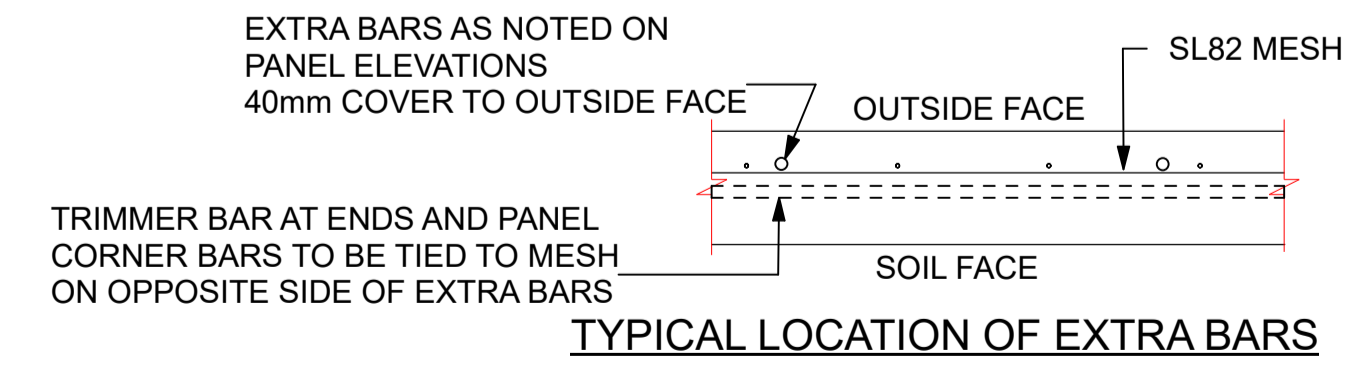 EXTRA BARS AS NOTED ON
PANEL ELEVATIONS
40mm COVER TO OUTSIDE FACE
SL82 MESH
OUTSIDE FACE
TRIMMER BAR AT ENDS AND PANEL
CORNER BARS TO BE TIED TO MESH
ON OPPOSITE SIDE OF EXTRA BARS
SOIL FACE
TYPICAL LOCATION OF EXTRA BARS